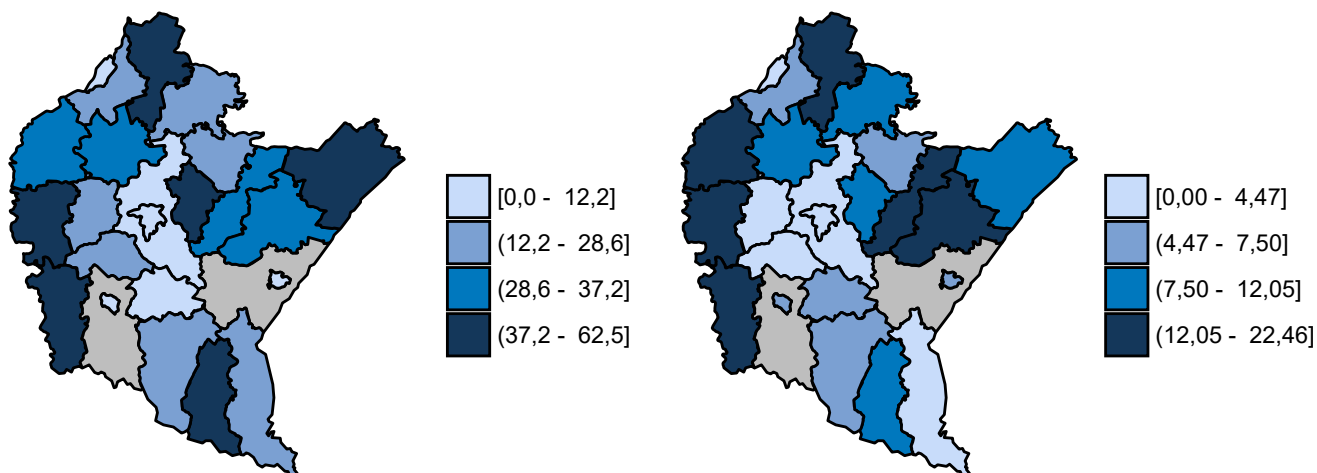 [0,0 - 12,2]
(12,2 - 28,6]
(28,6 - 37,2]
(37,2 - 62,5]
[0,00 - 4,47]
(4,47 - 7,50]
(7,50 - 12,05]
(12,05 - 22,46]